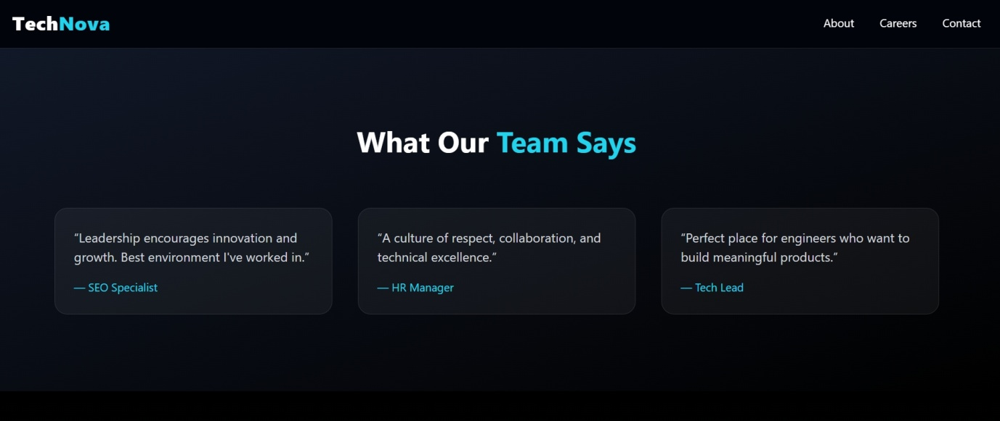 TechNova
About
Careers
Contact
What Our Team Says
“Leadership encourages innovation and
growth. Best environment I've worked in.”
— SEO Specialist
“A culture of respect, collaboration, and
technical excellence.”
— HR Manager
“Perfect place for engineers who want to
build meaningful products.”
— Tech Lead